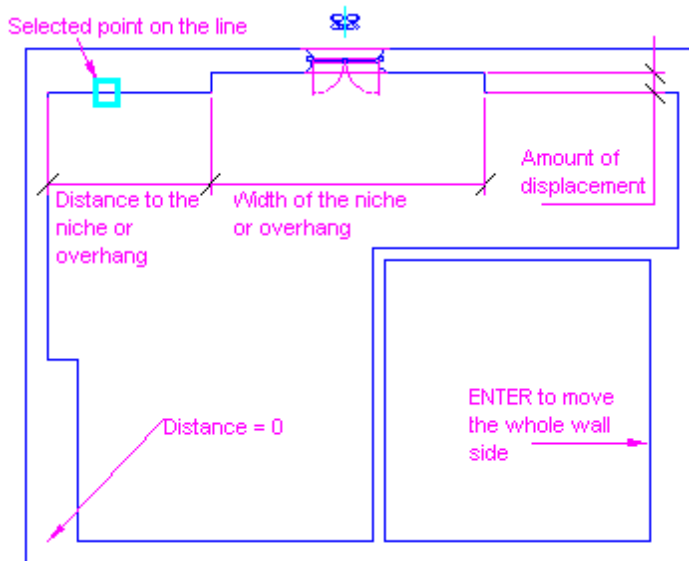 Selected point on the line
Distance to the
niche or
overhang
Width of the niche
or overhang
Amount of
displacement
Distance = 0
ENTER to move
the whole wall
side